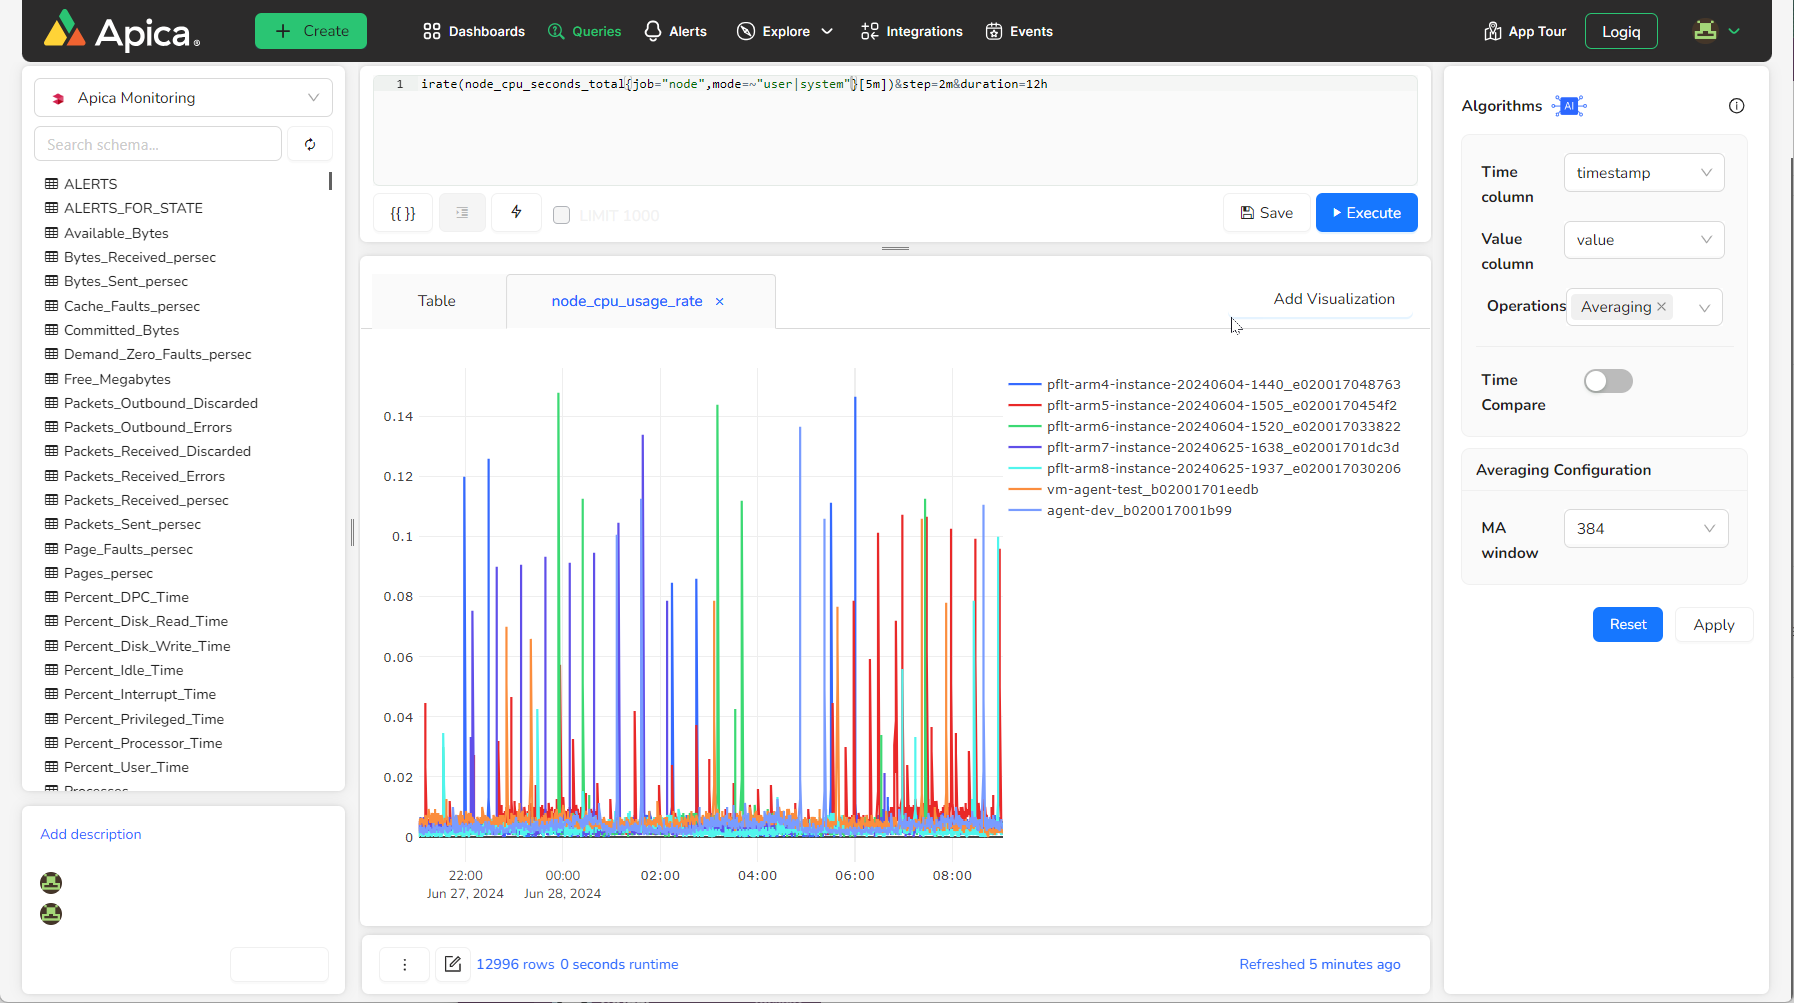 Apica®
Create
Dashboards
Queries
Alerts
Explore
Integrations
Events
App Tour
Logiq
Apica Monitoring
Search schema...
ALERTS
ALERTS_FOR_STATE
Available_Bytes
Bytes_Received_persec
Bytes_Sent_persec
Cache_Faults_persec
Committed_Bytes
Demand_Zero_Faults_persec
Free_Megabytes
Packets_Outbound_Discarded
Packets_Outbound_Errors
Packets_Received_Discarded
Packets_Received_Errors
Packets_Received_persec
Packets_Sent_persec
Page_Faults_persec
Pages_persec
Percent_DPC_Time
Percent_Disk_Read_Time
Percent_Disk_Write_Time
Percent_Idle_Time
Percent_Interrupt_Time
Percent_Privileged_Time
Percent_Processor_Time
Percent_User_Time
Processes
Add description
1 irate(node_cpu_seconds_total{job="node",mode=~"user|system"}[5m])&step=2m&duration=12h
{{ }}
LIMIT 1000
Save
Execute
Table
node_cpu_usage_rate ×
Add Visualization
0.14
0.12
0.1
0.08
0.06
0.04
0.02
0
22:00
Jun 27, 2024
00:00
Jun 28, 2024
02:00
04:00
06:00
08:00
pflt-arm4-instance-20240604-1440_e020017048763
pflt-arm5-instance-20240604-1505_e0200170454f2
pflt-arm6-instance-20240604-1520_e020017033822
pflt-arm7-instance-20240625-1638_e02001701dc3d
pflt-arm8-instance-20240625-1937_e020017030206
vm-agent-test_b02001701eedb
agent-dev_b020017001b99
12996 rows 0 seconds runtime
Refreshed 5 minutes ago
Algorithms AI
Time column
timestamp
Value column
value
Operations
Averaging ×
Time Compare
Averaging Configuration
MA window
384
Reset
Apply